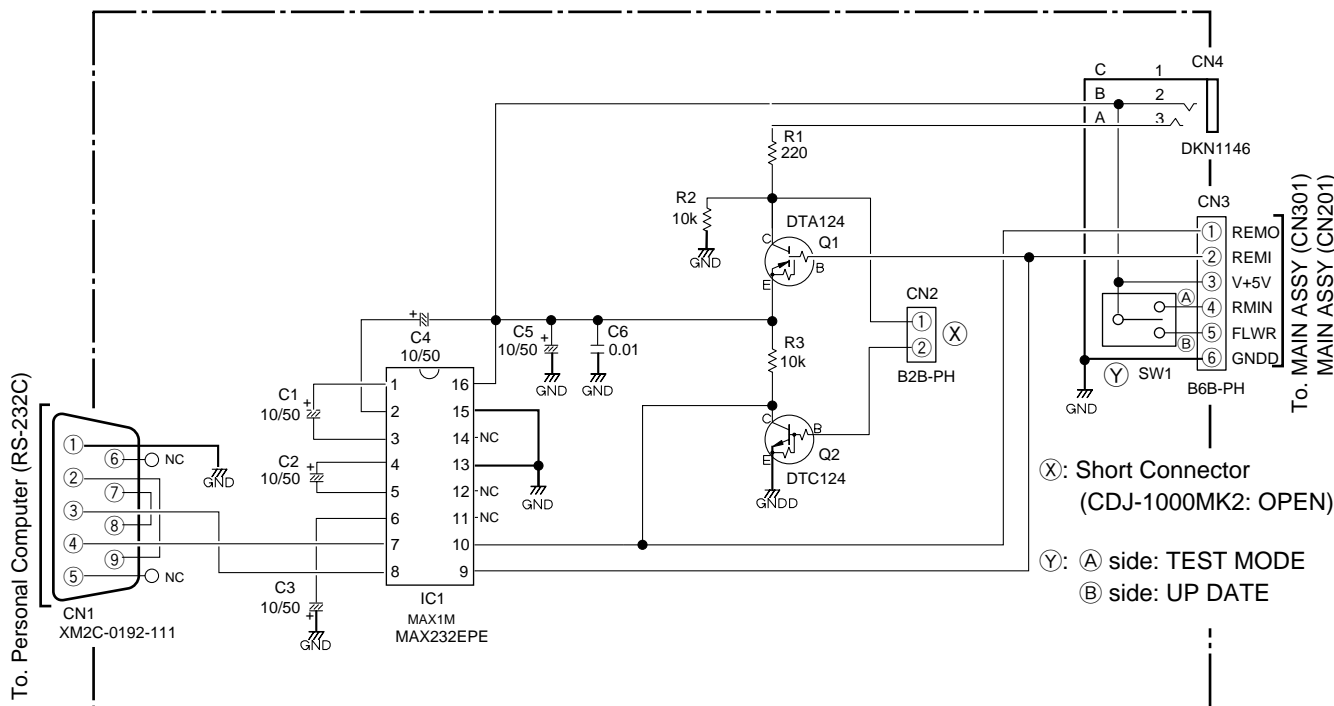 CN4
C 1
B 2
A 3
DKN1146
R1
220
R2
10k
GND
DTA124
C
Q1
B
E
CN3
① REMO
② REMI
③ V+5V
④ RMIN
⑤ FLWR
⑥ GNDD
Ⓐ
Ⓑ
Ⓨ SW1
B6B-PH
GND
To. MAIN ASSY (CN301)
MAIN ASSY (CN201)
CN2
①
②
Ⓧ
B2B-PH
+
C4
10/50
+
C5
10/50
GND
C6
0.01
GND
R3
10k
C
B
E
Q2
DTC124
GNDD
C1
10/50
+
C2
10/50
+
C3
10/50
+
GND
1 16
2 15
3 14 NC
4 13
5 12 NC
6 11 NC
7 10
8 9
GND
IC1
MAX1M
MAX232EPE
To. Personal Computer (RS-232C)
①
⑥ NC
②
⑦
③
⑧
④
⑨
⑤ NC
GND
CN1
XM2C-0192-111
Ⓧ: Short Connector
(CDJ-1000MK2: OPEN)
Ⓨ: Ⓐ side: TEST MODE
Ⓑ side: UP DATE